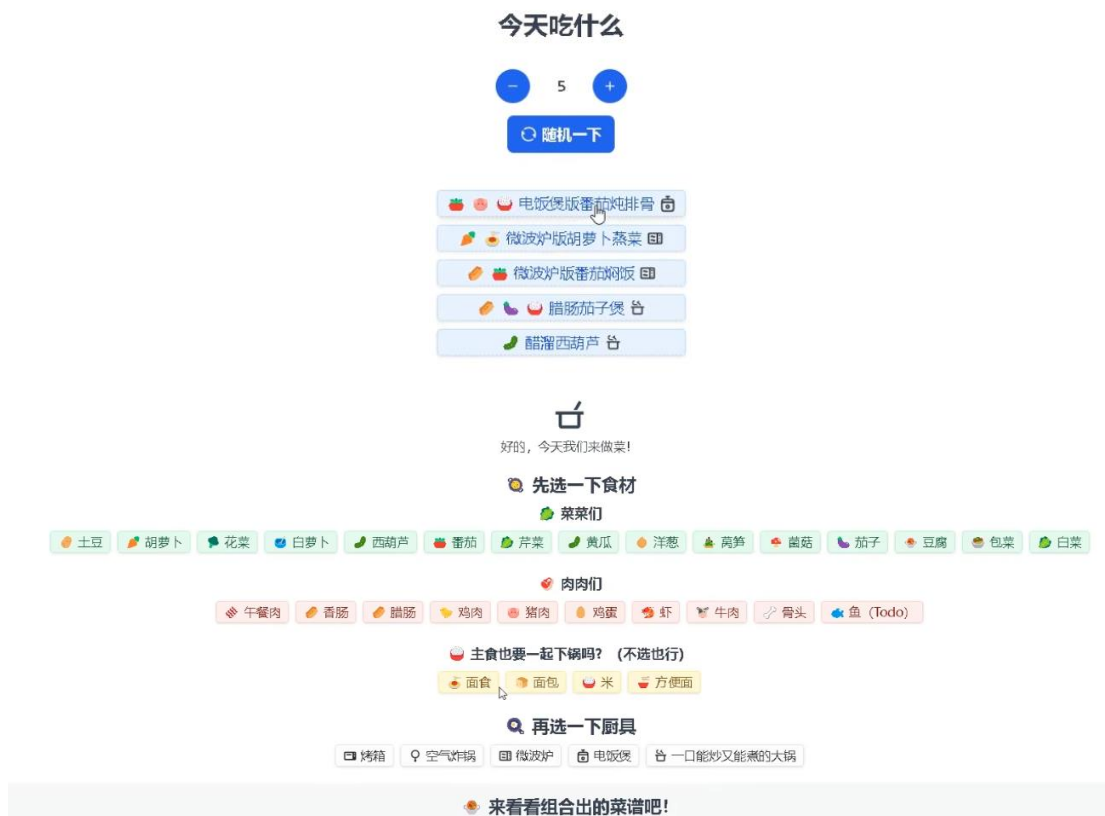 今天吃什么
− 5 +
随机一下
电饭煲版番茄炖排骨
微波炉版胡萝卜蒸菜
微波炉版番茄焖饭
腊肠茄子煲
醋溜西葫芦
好的，今天我们来做菜！
先选一下食材
菜菜们
土豆 胡萝卜 花菜 白萝卜 西葫芦 番茄 芹菜 黄瓜 洋葱 莴笋 菌菇 茄子 豆腐 包菜 白菜
肉肉们
午餐肉 香肠 腊肠 鸡肉 猪肉 鸡蛋 虾 牛肉 骨头 鱼（Todo）
主食也要一起下锅吗？（不选也行）
面食 面包 米 方便面
再选一下厨具
烤箱 空气炸锅 微波炉 电饭煲 一口能炒又能煮的大锅
来看看组合出的菜谱吧！